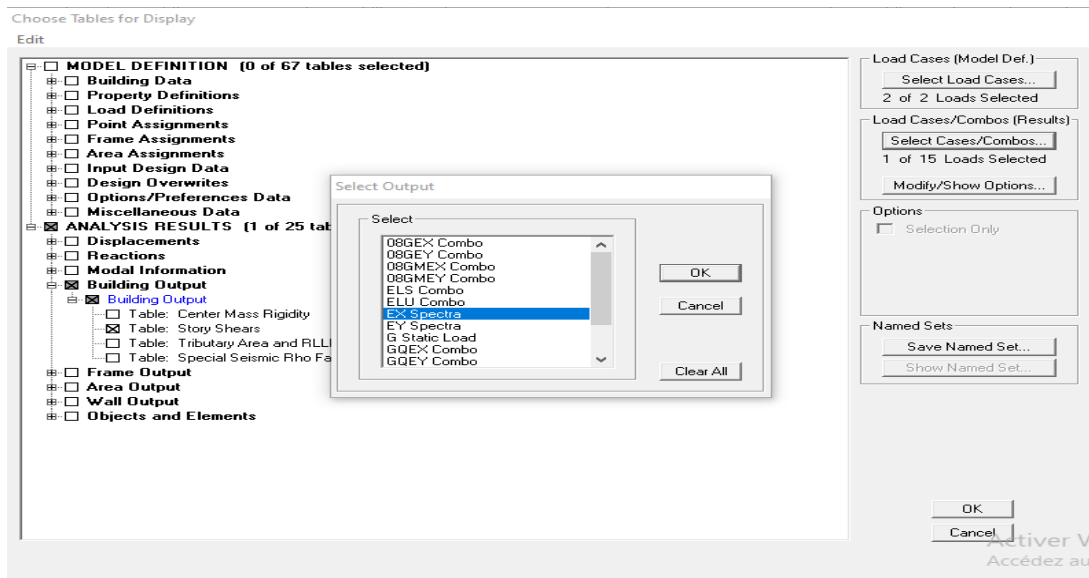 Choose Tables for Display
Edit
MODEL DEFINITION (0 of 67 tables selected)
Building Data
Property Definitions
Load Definitions
Point Assignments
Frame Assignments
Area Assignments
Input Design Data
Design Overwrites
Options/Preferences Data
Miscellaneous Data
ANALYSIS RESULTS (1 of 25 tab
Displacements
Reactions
Modal Information
Building Output
Building Output
Table: Center Mass Rigidity
Table: Story Shears
Table: Tributary Area and RLL
Table: Special Seismic Rho Fa
Frame Output
Area Output
Wall Output
Objects and Elements
Select Output
Select
08GEX Combo
08GEY Combo
08GMEX Combo
08GMEY Combo
ELS Combo
ELU Combo
EX Spectra
EY Spectra
G Static Load
GQEX Combo
GQEY Combo
OK
Cancel
Clear All
Load Cases (Model Def.)
Select Load Cases...
2 of 2 Loads Selected
Load Cases/Combos (Results)
Select Cases/Combos...
1 of 15 Loads Selected
Modify/Show Options...
Options
Selection Only
Named Sets
Save Named Set...
Show Named Set...
OK
Cancel
Activer V
Accédez au